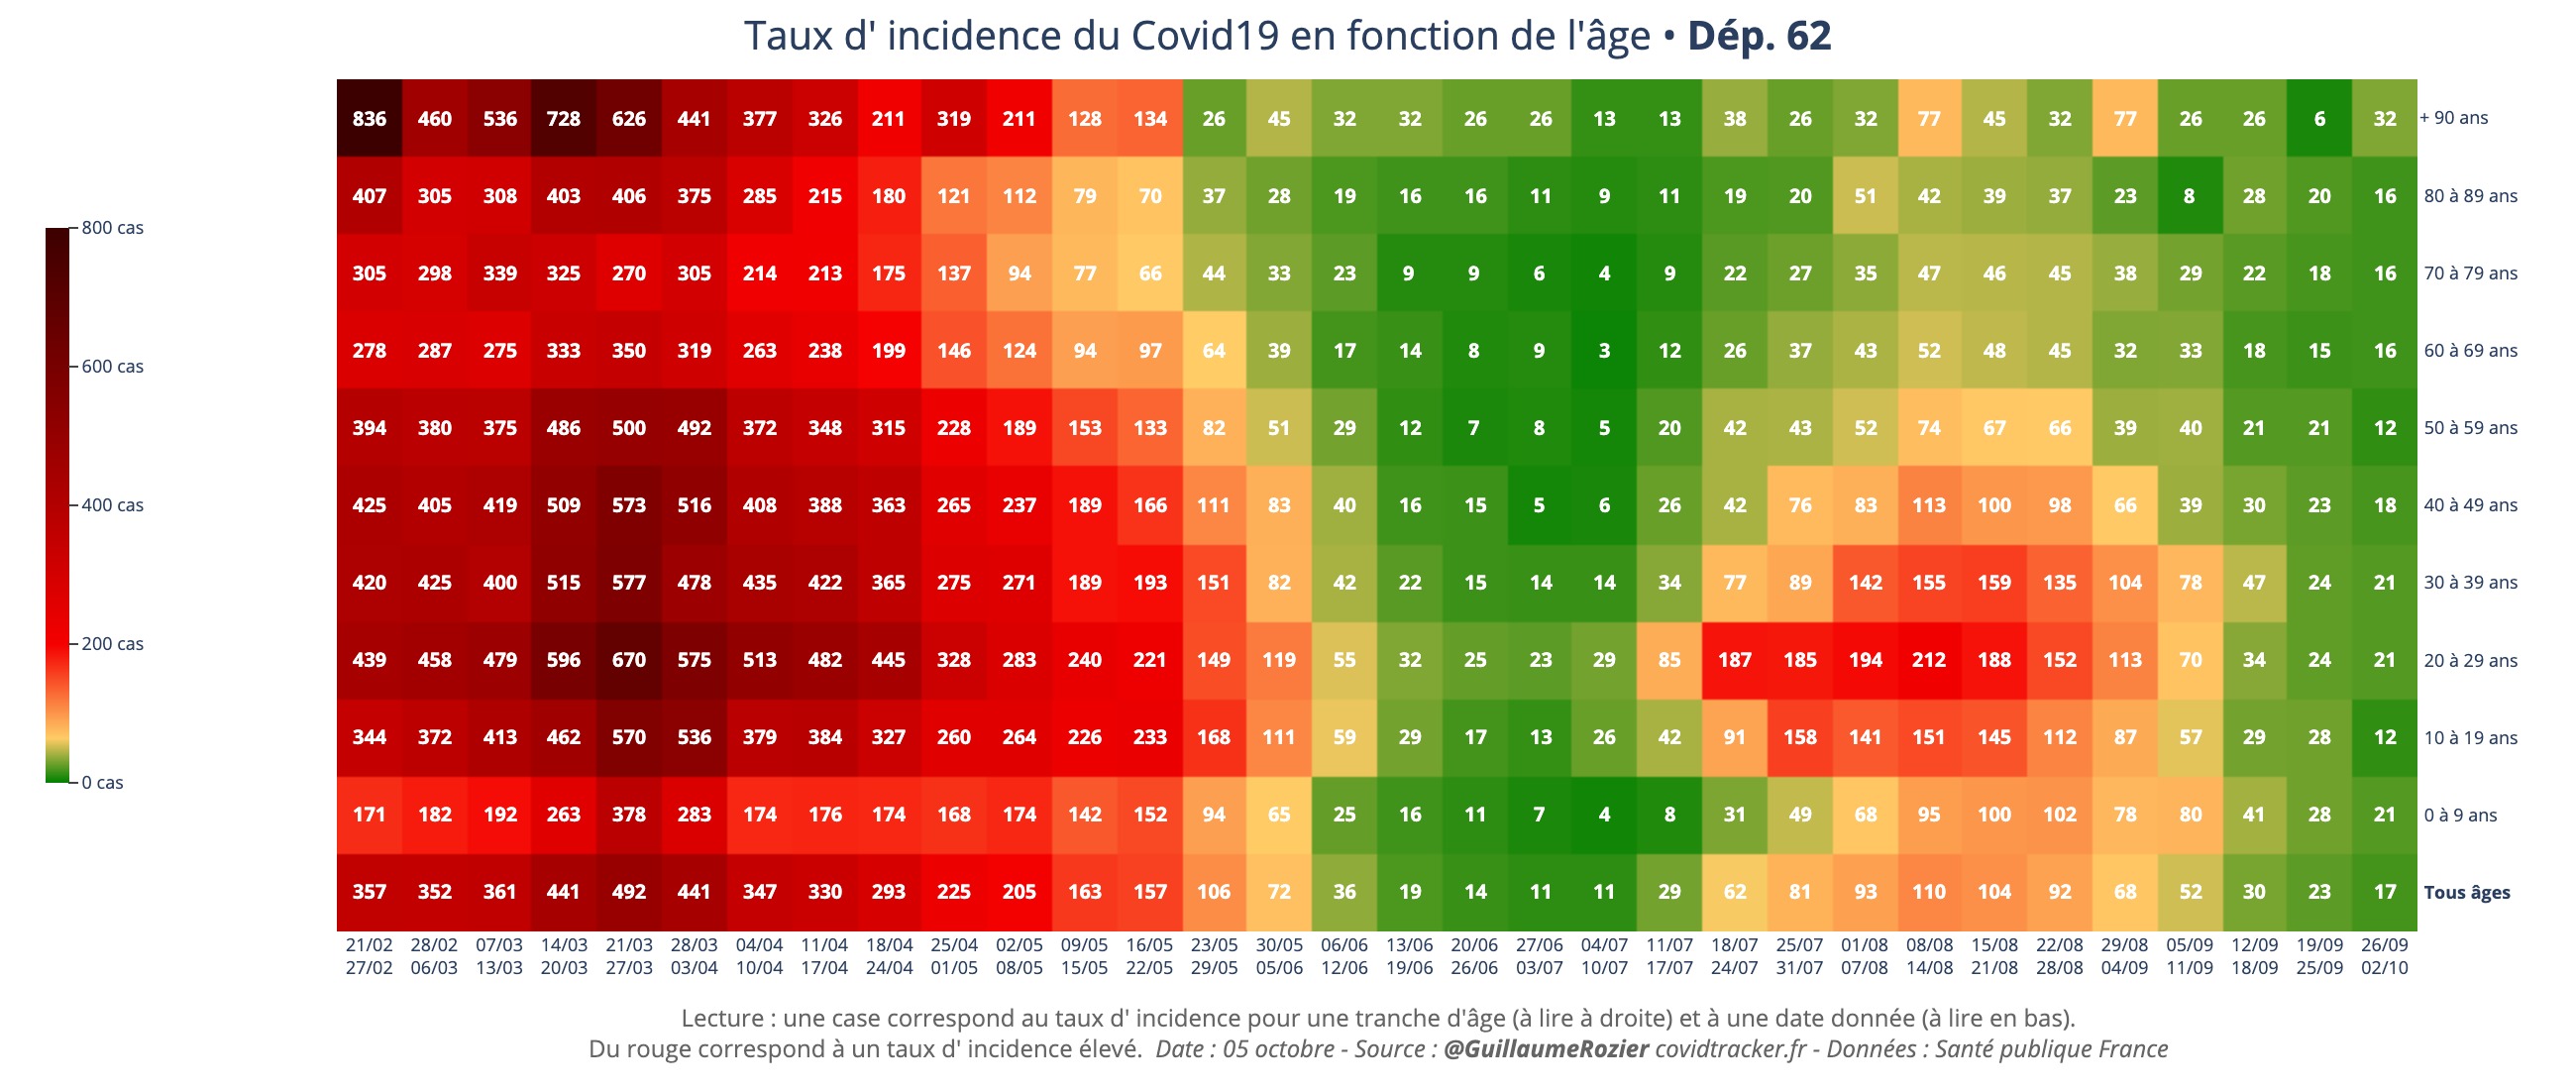 Taux d' incidence du Covid19 en fonction de l'âge • Dép. 62
800 cas
600 cas
400 cas
200 cas
0 cas
836 460 536 728 626 441 377 326 211 319 211 128 134 26 45 32 32 26 26 13 13 38 26 32 77 45 32 77 26 26 6 32 + 90 ans
407 305 308 403 406 375 285 215 180 121 112 79 70 37 28 19 16 16 11 9 11 19 20 51 42 39 37 23 8 28 20 16 80 à 89 ans
305 298 339 325 270 305 214 213 175 137 94 77 66 44 33 23 9 9 6 4 9 22 27 35 47 46 45 38 29 22 18 16 70 à 79 ans
278 287 275 333 350 319 263 238 199 146 124 94 97 64 39 17 14 8 9 3 12 26 37 43 52 48 45 32 33 18 15 16 60 à 69 ans
394 380 375 486 500 492 372 348 315 228 189 153 133 82 51 29 12 7 8 5 20 42 43 52 74 67 66 39 40 21 21 12 50 à 59 ans
425 405 419 509 573 516 408 388 363 265 237 189 166 111 83 40 16 15 5 6 26 42 76 83 113 100 98 66 39 30 23 18 40 à 49 ans
420 425 400 515 577 478 435 422 365 275 271 189 193 151 82 42 22 15 14 14 34 77 89 142 155 159 135 104 78 47 24 21 30 à 39 ans
439 458 479 596 670 575 513 482 445 328 283 240 221 149 119 55 32 25 23 29 85 187 185 194 212 188 152 113 70 34 24 21 20 à 29 ans
344 372 413 462 570 536 379 384 327 260 264 226 233 168 111 59 29 17 13 26 42 91 158 141 151 145 112 87 57 29 28 12 10 à 19 ans
171 182 192 263 378 283 174 176 174 168 174 142 152 94 65 25 16 11 7 4 8 31 49 68 95 100 102 78 80 41 28 21 0 à 9 ans
357 352 361 441 492 441 347 330 293 225 205 163 157 106 72 36 19 14 11 11 29 62 81 93 110 104 92 68 52 30 23 17 Tous âges
21/02 28/02 07/03 14/03 21/03 28/03 04/04 11/04 18/04 25/04 02/05 09/05 16/05 23/05 30/05 06/06 13/06 20/06 27/06 04/07 11/07 18/07 25/07 01/08 08/08 15/08 22/08 29/08 05/09 12/09 19/09 26/09
27/02 06/03 13/03 20/03 27/03 03/04 10/04 17/04 24/04 01/05 08/05 15/05 22/05 29/05 05/06 12/06 19/06 26/06 03/07 10/07 17/07 24/07 31/07 07/08 14/08 21/08 28/08 04/09 11/09 18/09 25/09 02/10
Lecture : une case correspond au taux d' incidence pour une tranche d'âge (à lire à droite) et à une date donnée (à lire en bas).
Du rouge correspond à un taux d' incidence élevé. Date : 05 octobre - Source : @GuillaumeRozier covidtracker.fr - Données : Santé publique France